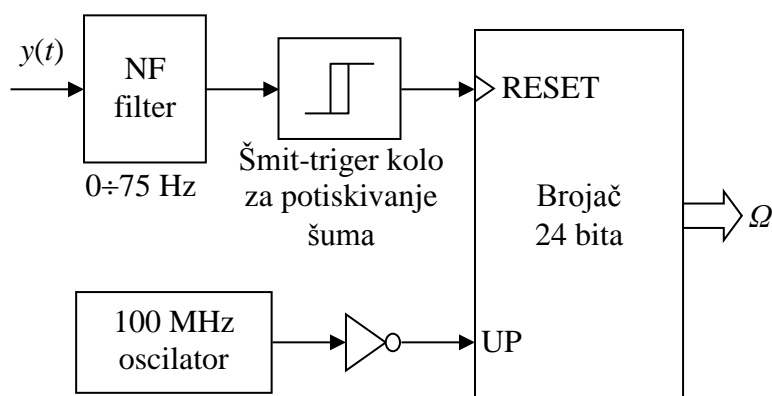 y(t)
NF
filter
0÷75 Hz
Šmit-triger kolo
za potiskivanje
šuma
RESET
Brojač
24 bita
Ω
100 MHz
oscilator
UP